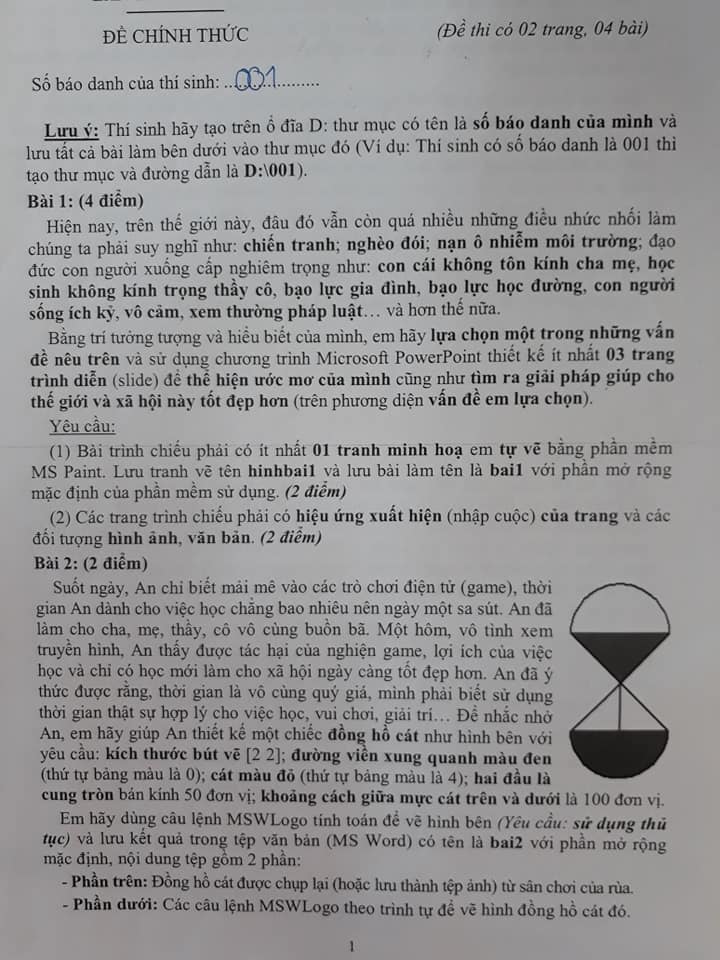 ĐỀ CHÍNH THỨC
(Đề thi có 02 trang, 04 bài)
Số báo danh của thí sinh: ..001..................
Lưu ý: Thí sinh hãy tạo trên ổ đĩa D: thư mục có tên là số báo danh của mình và
lưu tất cả bài làm bên dưới vào thư mục đó (Ví dụ: Thí sinh có số báo danh là 001 thì
tạo thư mục và đường dẫn là D:\001).
Bài 1: (4 điểm)
Hiện nay, trên thế giới này, đâu đó vẫn còn quá nhiều những điều nhức nhối làm
chúng ta phải suy nghĩ như: chiến tranh; nghèo đói; nạn ô nhiễm môi trường; đạo
đức con người xuống cấp nghiêm trọng như: con cái không tôn kính cha mẹ, học
sinh không kính trọng thầy cô, bạo lực gia đình, bạo lực học đường, con người
sống ích kỷ, vô cảm, xem thường pháp luật… và hơn thế nữa.
Bằng trí tưởng tượng và hiểu biết của mình, em hãy lựa chọn một trong những vấn
đề nêu trên và sử dụng chương trình Microsoft PowerPoint thiết kế ít nhất 03 trang
trình diễn (slide) để thể hiện ước mơ của mình cũng như tìm ra giải pháp giúp cho
thế giới và xã hội này tốt đẹp hơn (trên phương diện vấn đề em lựa chọn).
Yêu cầu:
(1) Bài trình chiếu phải có ít nhất 01 tranh minh hoạ em tự vẽ bằng phần mềm
MS Paint. Lưu tranh vẽ tên hinhbai1 và lưu bài làm tên là bai1 với phần mở rộng
mặc định của phần mềm sử dụng. (2 điểm)
(2) Các trang trình chiếu phải có hiệu ứng xuất hiện (nhập cuộc) của trang và các
đối tượng hình ảnh, văn bản. (2 điểm)
Bài 2: (2 điểm)
Suốt ngày, An chỉ biết mải mê vào các trò chơi điện tử (game), thời
gian An dành cho việc học chẳng bao nhiêu nên ngày một sa sút. An đã
làm cho cha, mẹ, thầy, cô vô cùng buồn bã. Một hôm, vô tình xem
truyền hình, An thấy được tác hại của nghiện game, lợi ích của việc
học và chỉ có học mới làm cho xã hội ngày càng tốt đẹp hơn. An đã ý
thức được rằng, thời gian là vô cùng quý giá, mình phải biết sử dụng
thời gian thật sự hợp lý cho việc học, vui chơi, giải trí… Để nhắc nhở
An, em hãy giúp An thiết kế một chiếc đồng hồ cát như hình bên với
yêu cầu: kích thước bút vẽ [2 2]; đường viền xung quanh màu đen
(thứ tự bảng màu là 0); cát màu đỏ (thứ tự bảng màu là 4); hai đầu là
cung tròn bán kính 50 đơn vị; khoảng cách giữa mực cát trên và dưới là 100 đơn vị.
Em hãy dùng câu lệnh MSWLogo tính toán để vẽ hình bên (Yêu cầu: sử dụng thủ
tục) và lưu kết quả trong tệp văn bản (MS Word) có tên là bai2 với phần mở rộng
mặc định, nội dung tệp gồm 2 phần:
- Phần trên: Đồng hồ cát được chụp lại (hoặc lưu thành tệp ảnh) từ sân chơi của rùa.
- Phần dưới: Các câu lệnh MSWLogo theo trình tự để vẽ hình đồng hồ cát đó.
1